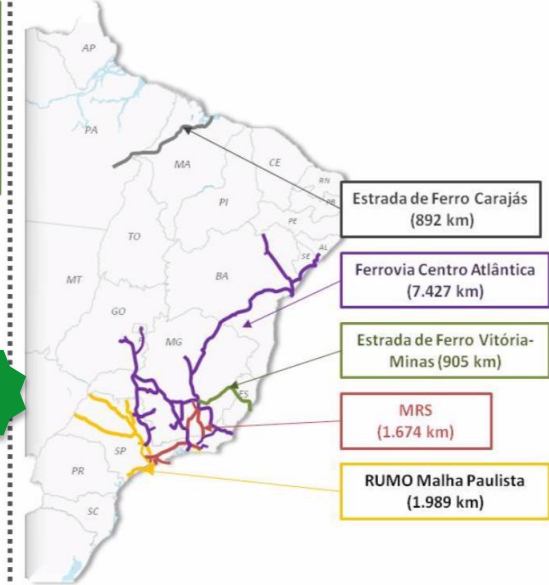 AP
PA
MA
CE
RN
PB
PI
PE
AL
SE
TO
BA
MT
GO
MG
ES
SP
PR
SC
Estrada de Ferro Carajás
(892 km)
Ferrovia Centro Atlântica
(7.427 km)
Estrada de Ferro Vitória-
Minas (905 km)
MRS
(1.674 km)
RUMO Malha Paulista
(1.989 km)